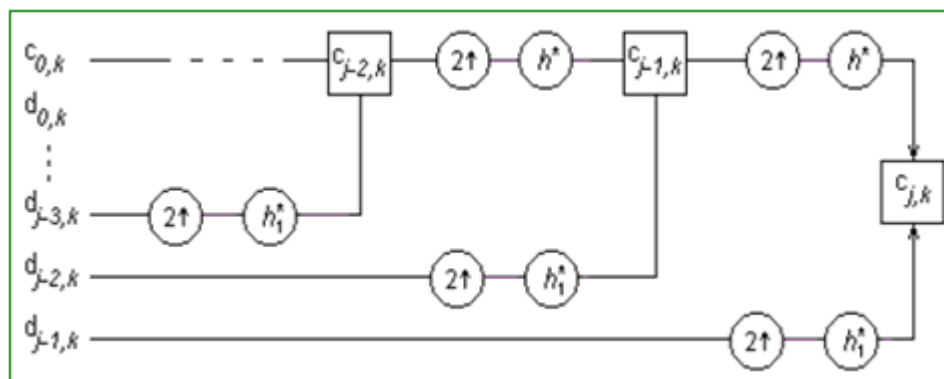 c0,k cj-2,k 2↑ h* cj-1,k 2↑ h*
d0,k
cj,k
dj-3,k 2↑ h1*
dj-2,k 2↑ h1*
dj-1,k 2↑ h1*